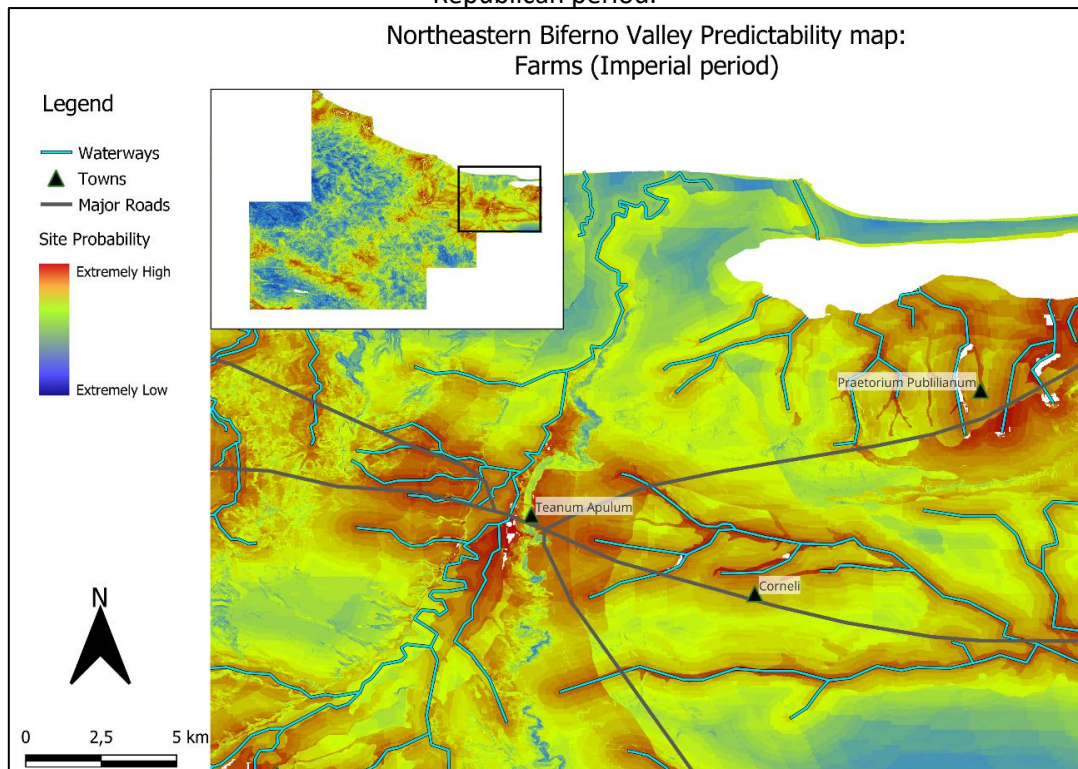 Republican period.
Northeastern Biferno Valley Predictability map:
Farms (Imperial period)
Legend
Waterways
Towns
Major Roads
Site Probability
Extremely High
Extremely Low
Praetorium Publilianum
Teanum Apulum
Corneli
N
0 2,5 5 km